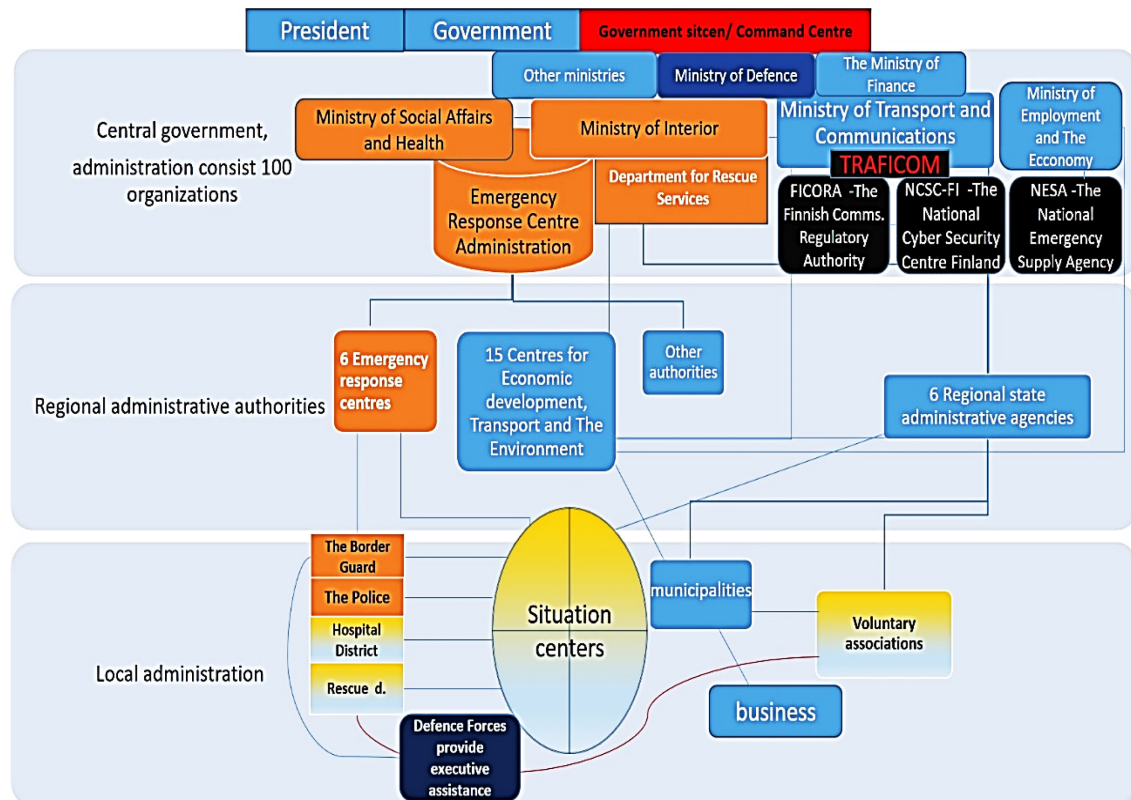 President
Government
Government sitcen/ Command Centre
Other ministries
Ministry of Defence
The Ministry of
Finance
Central government,
administration consist 100
organizations
Ministry of Social Affairs
and Health
Ministry of Interior
Ministry of Transport and
Communications
Ministry of
Employment
and The
Ecconomy
TRAFICOM
Emergency
Response Centre
Administration
Department for Rescue
Services
FICORA -The
Finnish Comms.
Regulatory
Authority
NCSC-FI -The
National
Cyber Security
Centre Finland
NESA -The
National
Emergency
Supply Agency
Regional administrative authorities
6 Emergency
response
centres
15 Centres for
Economic
development,
Transport and The
Environment
Other
authorities
6 Regional state
administrative agencies
Local administration
The Border
Guard
The Police
Hospital
District
Rescue d.
Situation
centers
municipalities
Voluntary
associations
business
Defence Forces
provide
executive
assistance